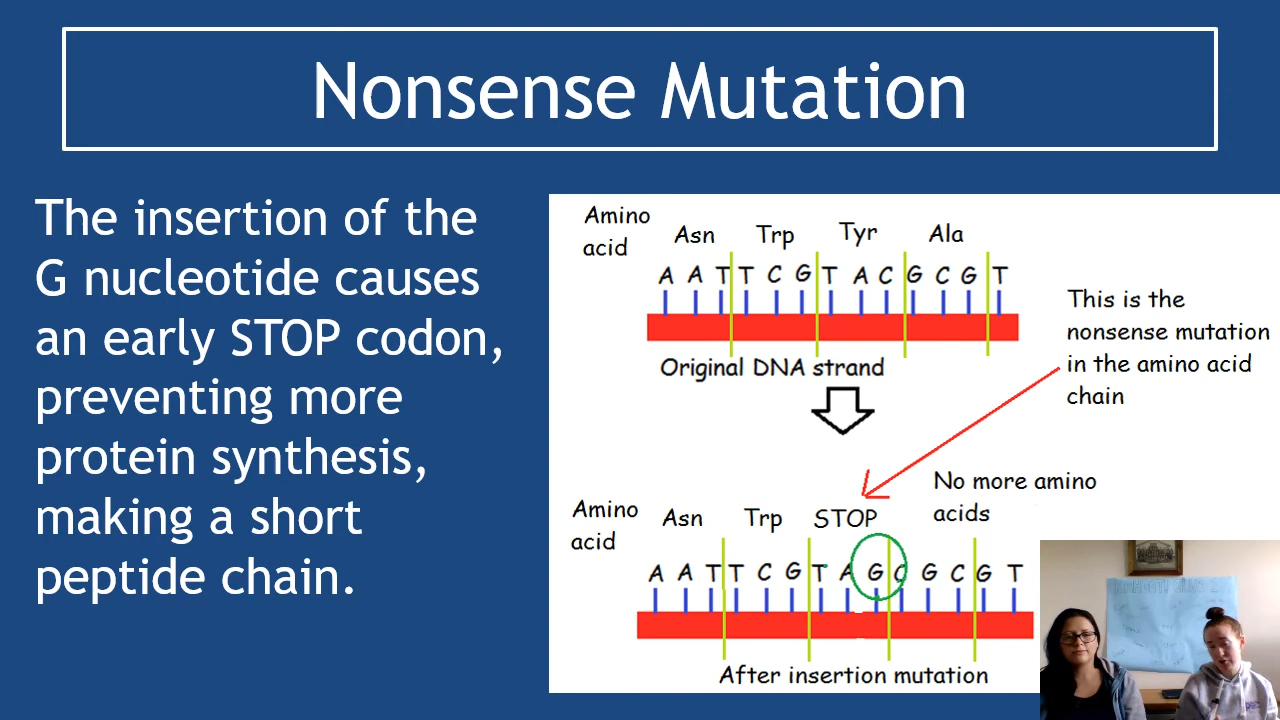 Nonsense Mutation
The insertion of the
G nucleotide causes
an early STOP codon,
preventing more
protein synthesis,
making a short
peptide chain.
Amino
acid
Asn Trp Tyr Ala
A A T T C G T A C G C G T
Original DNA strand
This is the
nonsense mutation
in the amino acid
chain
No more amino
acids
Amino
acid
Asn Trp STOP
A A T T C G T A G C G C G T
After insertion mutation